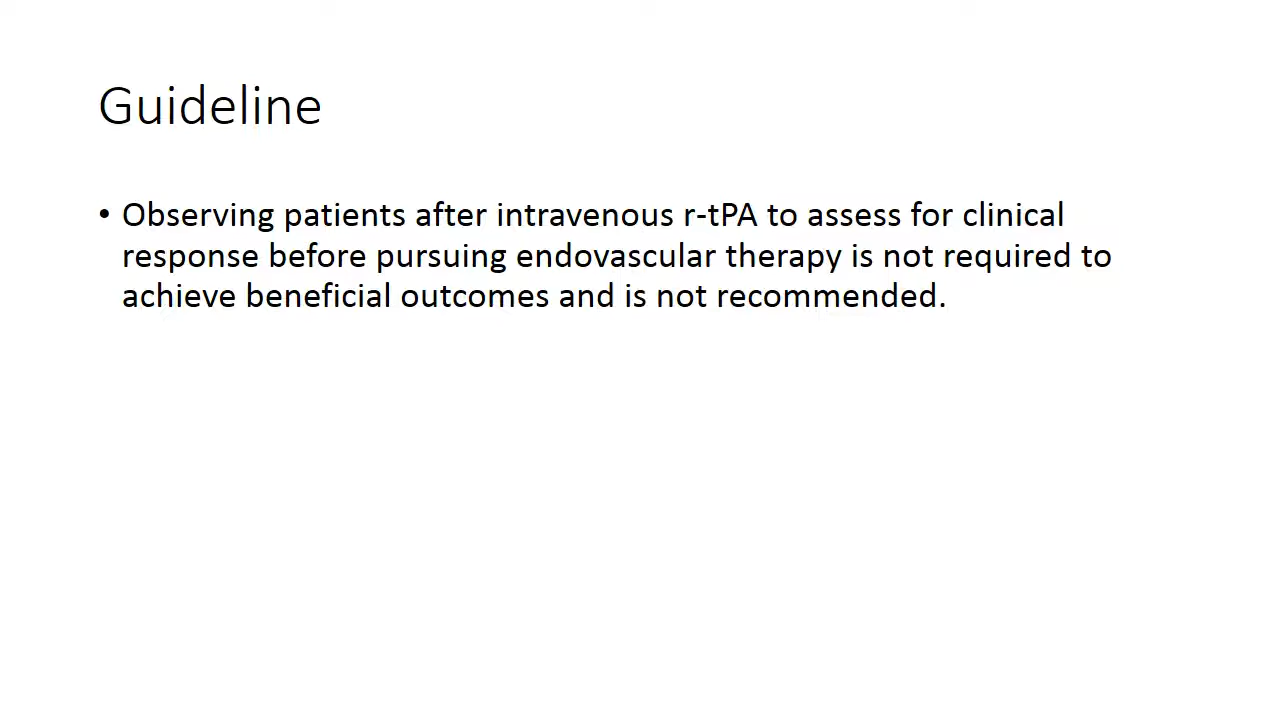 Guideline
• Observing patients after intravenous r-tPA to assess for clinical
response before pursuing endovascular therapy is not required to
achieve beneficial outcomes and is not recommended.